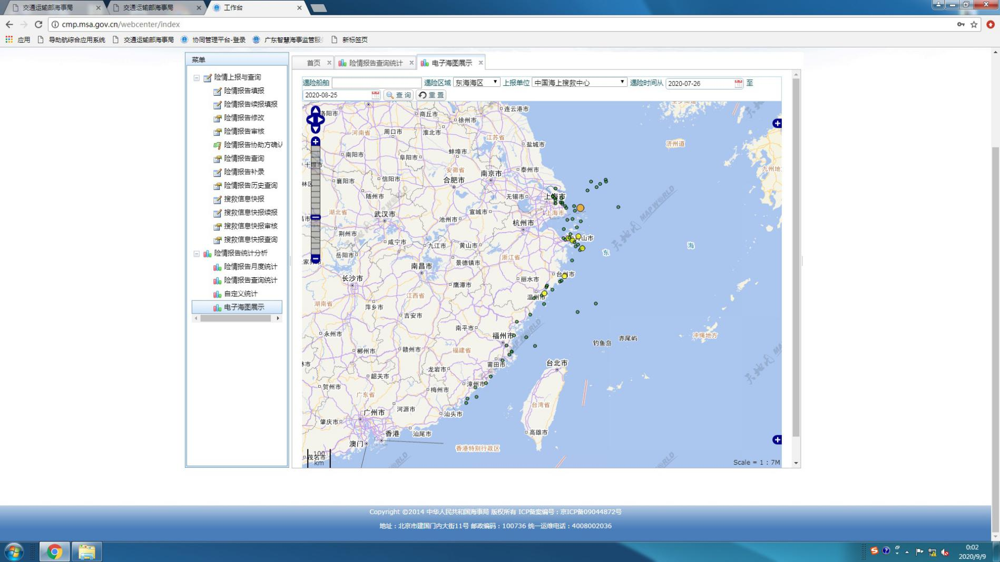 交通运输部海事局
交通运输部海事局
工作台
cmp.msa.gov.cn/webcenter/index
应用
导助航综合应用系统
交通运输部海事局
协同管理平台-登录
广东智慧海事监管服
新标签页
菜单
险情上报与查询
险情报告填报
险情报告续报填报
险情报告修改
险情报告审核
险情报告协助方确认
险情报告查询
险情报告补录
险情报告历史查询
搜救信息快报
搜救信息快报续报
搜救信息快报审核
搜救信息快报查询
险情报告统计分析
险情报告月度统计
险情报告查询统计
自定义统计
电子海图展示
首页
险情报告查询统计
电子海图展示
遇险船舶
遇险区域 东海海区
上报单位 中国海上搜救中心
遇险时间从 2020-07-26 至
2020-08-25
查 询
重 置
洛阳市
商丘市
连云港市
徐州市
河南省
周口市
淮北市
江苏省
盐城市
济州道
南阳市
阜阳市
蚌埠市
十堰市
安徽省
南京市
泰州市
九州地
襄阳市
信阳市
合肥市
林区
随州市
无锡市
上海市
湖北省
武汉市
池州市
宣城市
上海市
MAPWORLD
昌市
杭州市
荆州市
咸宁市
九江市
黄山市
山市
海
岳阳市
东
家界
景德镇市
浙江省
南昌市
台州市
长沙市
丽水市
鹰潭市
江西省
温州市
湖南省
萍乡市
吉安市
南平市
永州市
福州市
冲绳地方
赤尾屿
钓鱼岛
郴州市
赣州市
福建省
林市
莆田市
台北市
龙岩市
韶关市
贺州市
漳州市
梅州市
广东省
台湾省
河源市
广州市
汕头市
肇庆市
香港
汕尾市
高雄市
澳门
香港特别行政区
100
茂名市
km
Scale = 1 : 7M
Copyright ©2014 中华人民共和国海事局 版权所有 ICP备案编号：京ICP备09044872号
地址：北京市建国门内大街11号 邮政编码：100736 统一运维电话：4008002036
0:02
2020/9/9